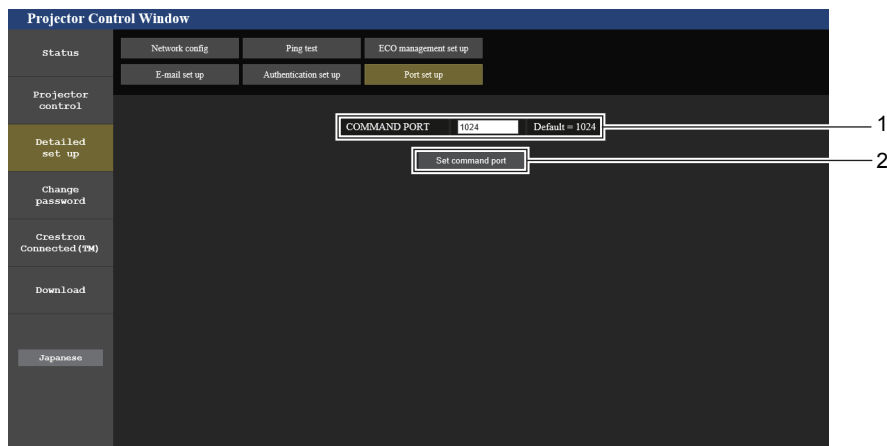 Projector Control Window
Status
Network config
Ping test
ECO management set up
E-mail set up
Authentication set up
Port set up
Projector
control
Detailed
set up
Change
password
Crestron
Connected(TM)
Download
Japanese
COMMAND PORT 1024 Default = 1024
1
Set command port
2